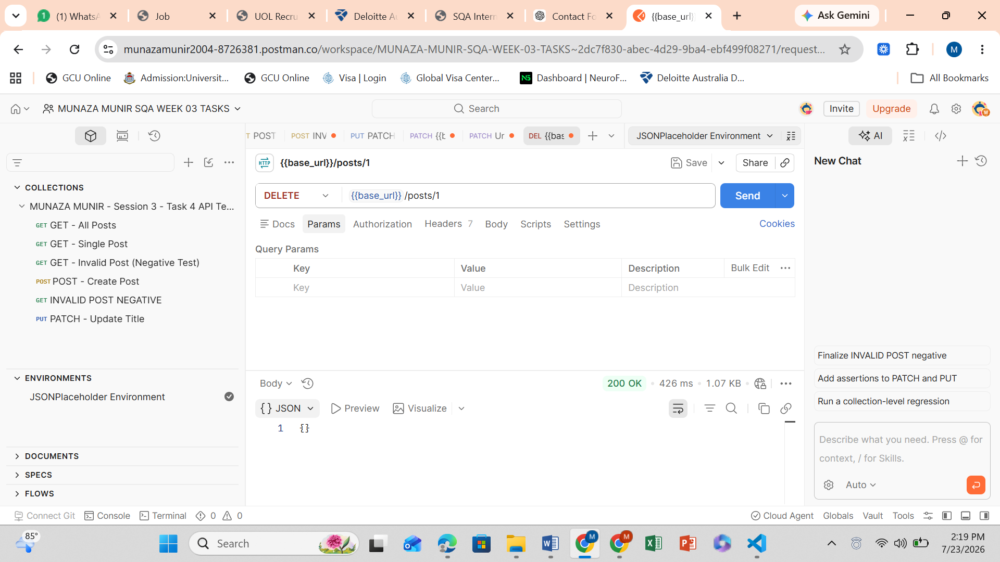 (1) WhatsA
Job
UOL Recru
Deloitte Au
SQA Intern
Contact Fo
{{base_url}}
Ask Gemini
munazamunir2004-8726381.postman.co/workspace/MUNAZA-MUNIR-SQA-WEEK-03-TASKS~2dc7f830-abec-4d29-9ba4-ebf499f08271/request...
M
GCU Online
Admission:Universit...
GCU Online
Visa | Login
Global Visa Center...
N5
Dashboard | NeuroF...
Deloitte Australia D...
All Bookmarks
MUNAZA MUNIR SQA WEEK 03 TASKS
Search
Invite
Upgrade
M
T POST
POST INV
PUT PATCH
PATCH {{b
PATCH Ur
DEL {{bas
JSONPlaceholder Environment
AI
HTTP {{base_url}}/posts/1
Save
Share
New Chat
COLLECTIONS
MUNAZA MUNIR - Session 3 - Task 4 API Te...
GET GET - All Posts
GET GET - Single Post
GET GET - Invalid Post (Negative Test)
POST POST - Create Post
GET INVALID POST NEGATIVE
PUT PATCH - Update Title
DELETE
{{base_url}} /posts/1
Send
Docs
Params
Authorization
Headers 7
Body
Scripts
Settings
Cookies
Query Params
Key Value Description Bulk Edit
Key Value Description
ENVIRONMENTS
JSONPlaceholder Environment
DOCUMENTS
SPECS
FLOWS
Body
200 OK
426 ms
1.07 KB
{} JSON
Preview
Visualize
1 {}
Finalize INVALID POST negative
Add assertions to PATCH and PUT
Run a collection-level regression
Describe what you need. Press @ for
context, / for Skills.
Auto
Connect Git
Console
Terminal
0
0
Cloud Agent
Globals
Vault
Tools
85°
Search
M
M
2:19 PM
7/23/2026